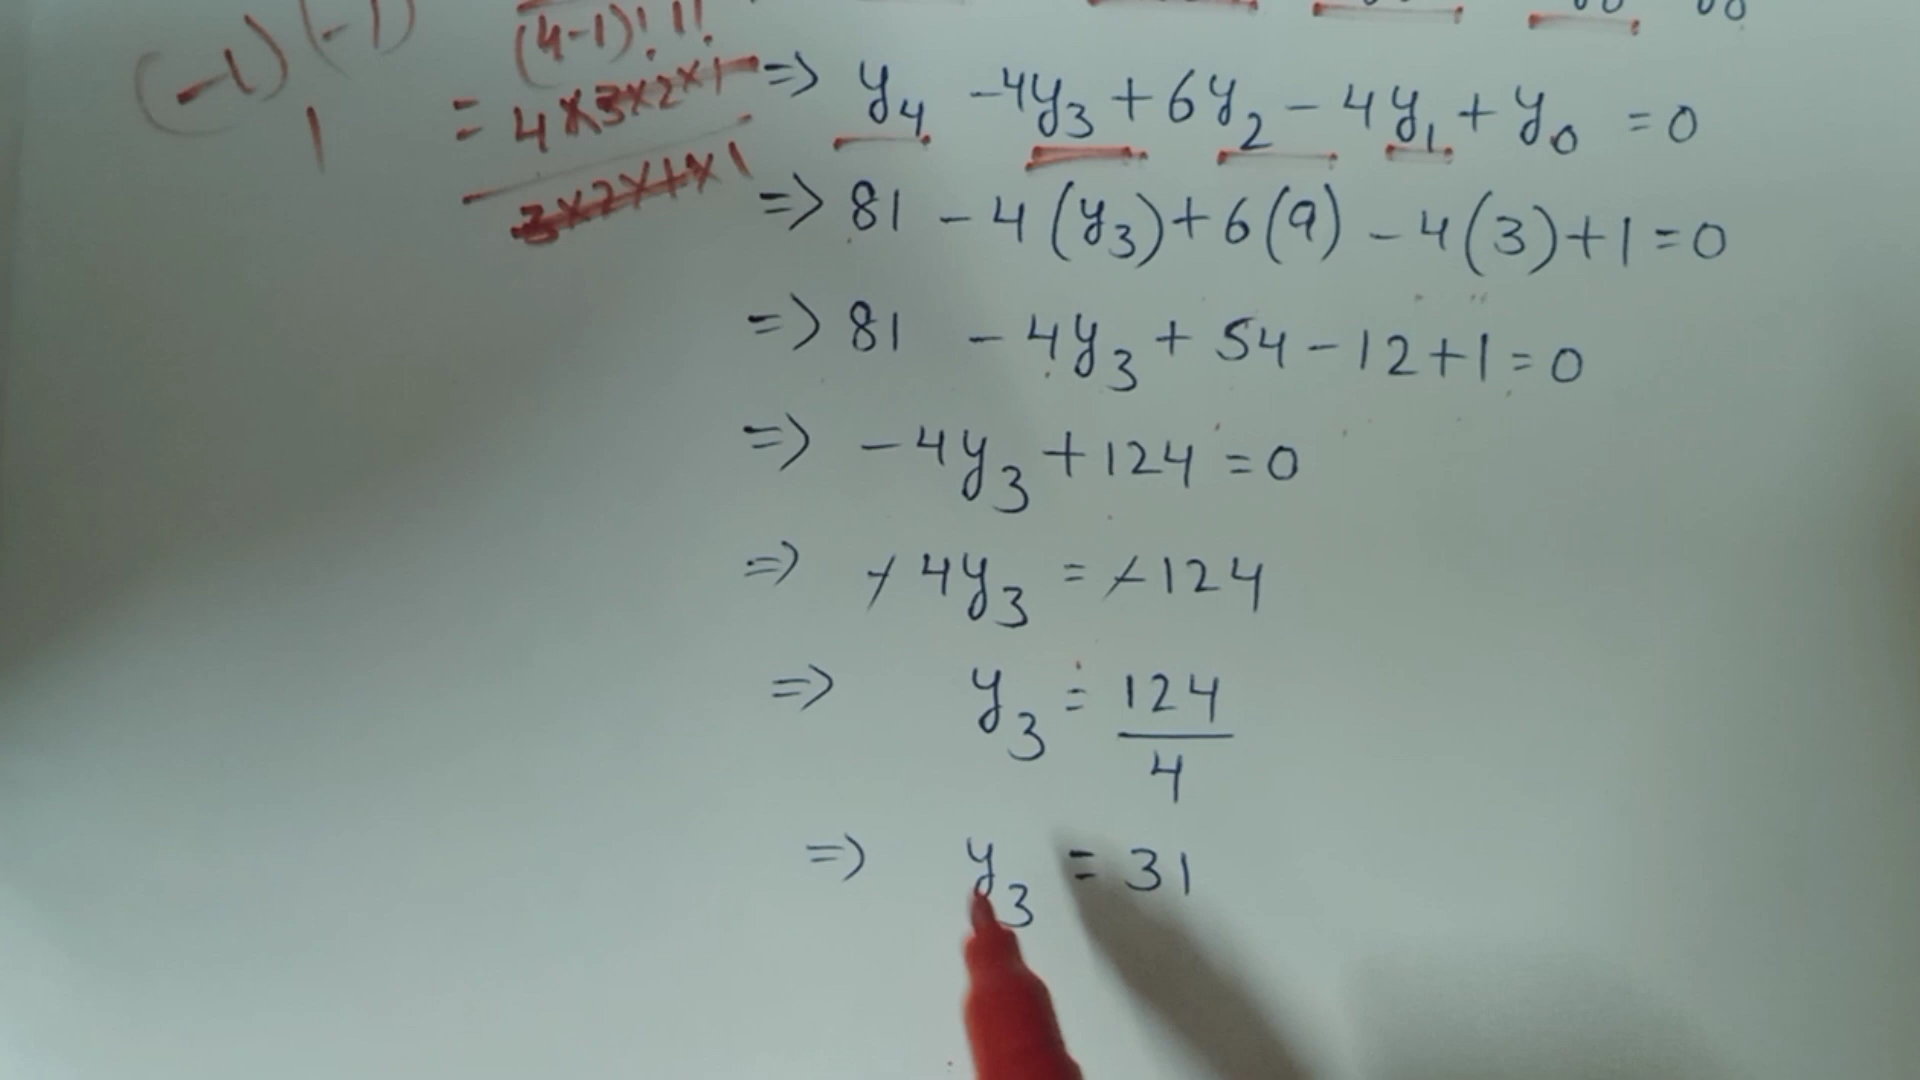 (-1)(-1)
1
(4-1)!1!
= 4×3×2×1
3×2×1×1
=> y₄ -4y₃ + 6y₂ - 4y₁ + y₀ = 0
=> 81 - 4(y₃) + 6(9) - 4(3) + 1 = 0
=> 81 - 4y₃ + 54 - 12 + 1 = 0
=> -4y₃ + 124 = 0
=> -4y₃ = -124
=> y₃ = 124/4
=> y₃ = 31